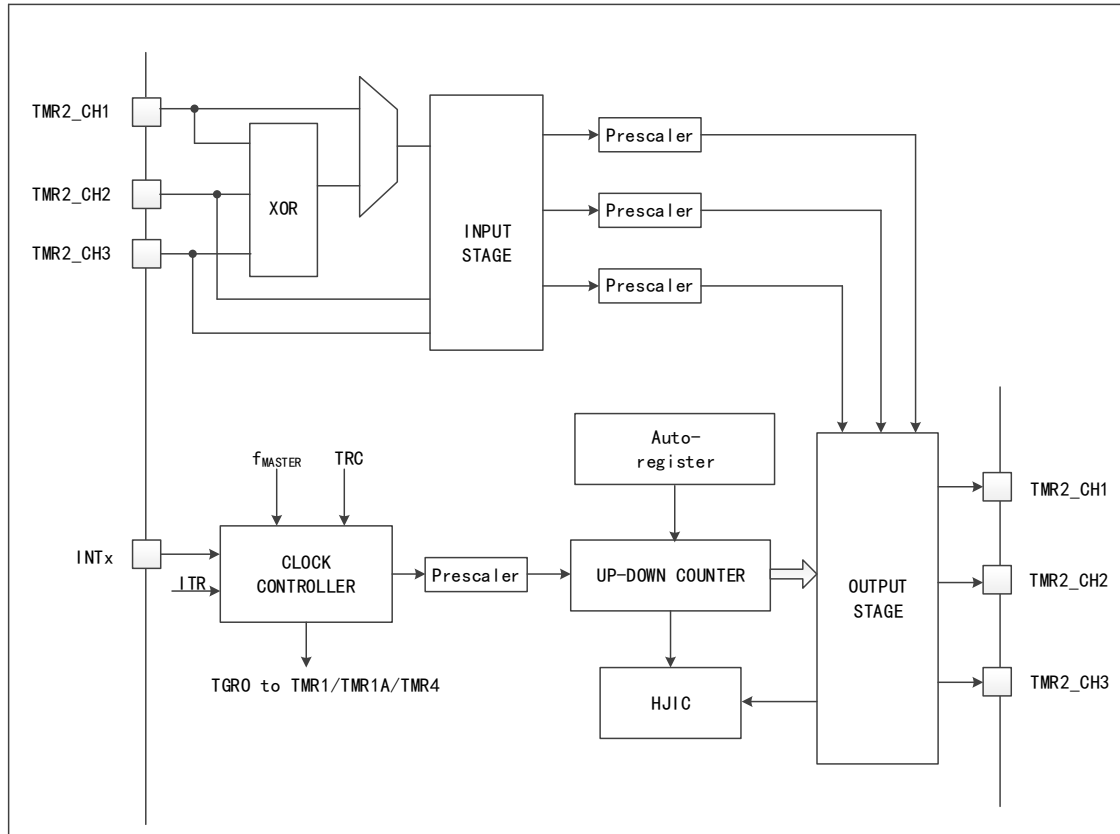 TMR2_CH1
TMR2_CH2
TMR2_CH3
XOR
INPUT
STAGE
Prescaler
Prescaler
Prescaler
Auto-
register
fMASTER
TRC
INTx
ITR
CLOCK
CONTROLLER
Prescaler
UP-DOWN COUNTER
OUTPUT
STAGE
TMR2_CH1
TMR2_CH2
TMR2_CH3
TGRO to TMR1/TMR1A/TMR4
HJIC